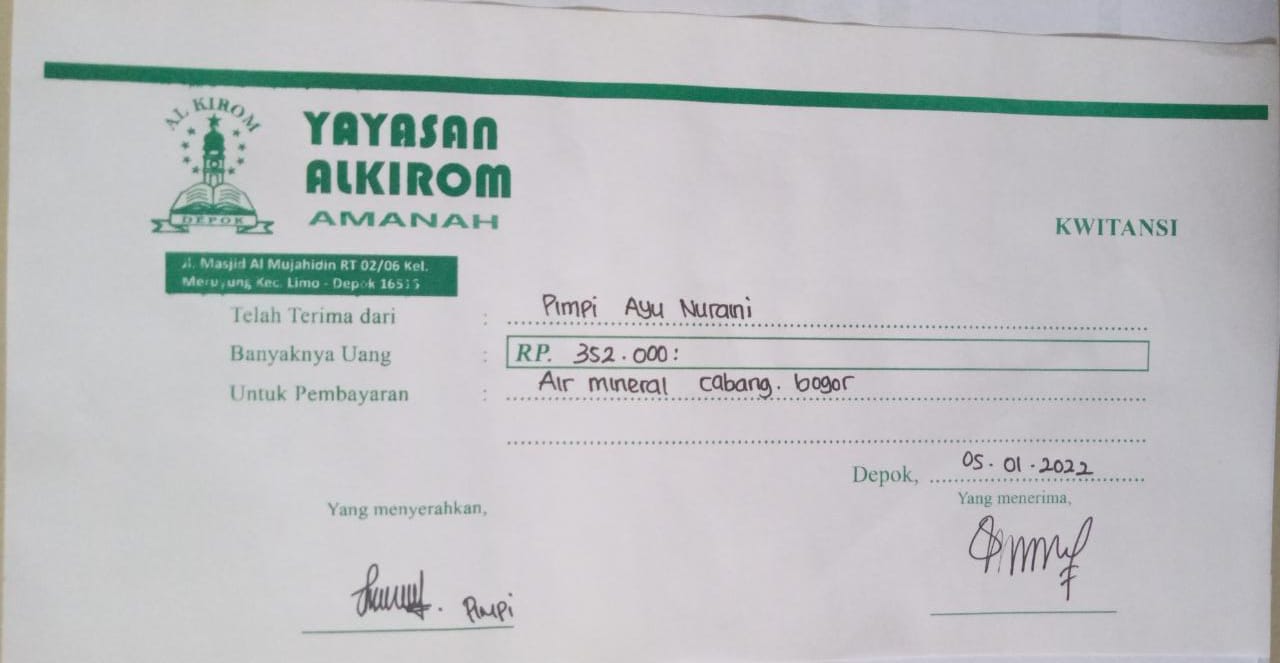 AL KIROM
DEPOK
YAYASAN
ALKIROM
AMANAH
KWITANSI
Jl. Masjid Al Mujahidin RT 02/06 Kel.
Meruyung Kec. Limo - Depok 16515
Telah Terima dari : Pimpi Ayu Nuraini
Banyaknya Uang : RP. 352.000:
Untuk Pembayaran : Air mineral cabang. bogor
Depok, 05.01.2022
Yang menyerahkan,
Yang menerima,
Pimpi